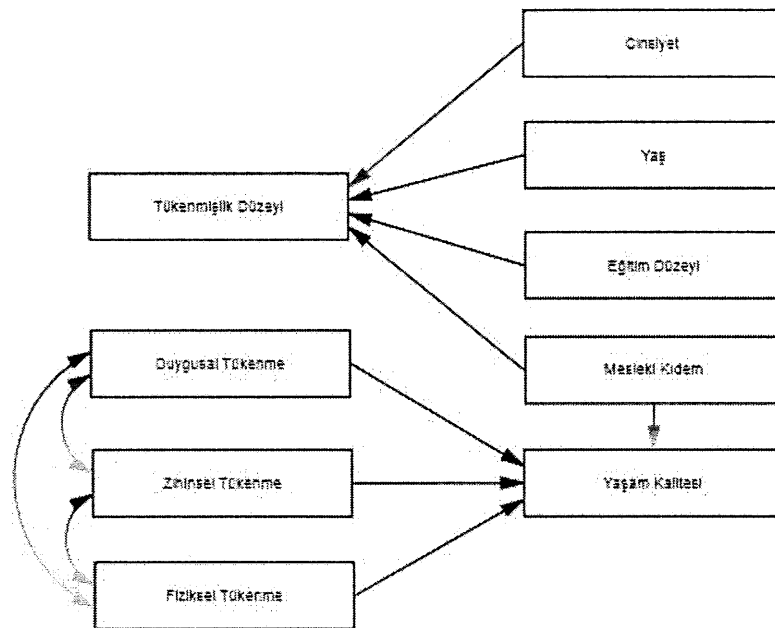 Cinsiyet
Yaş
Tükenmişlik Düzeyi
Eğitim Düzeyi
Duygusal Tükenme
Mesleki Kıdem
Zihinsel Tükenme
Yaşam Kalitesi
Fiziksel Tükenme